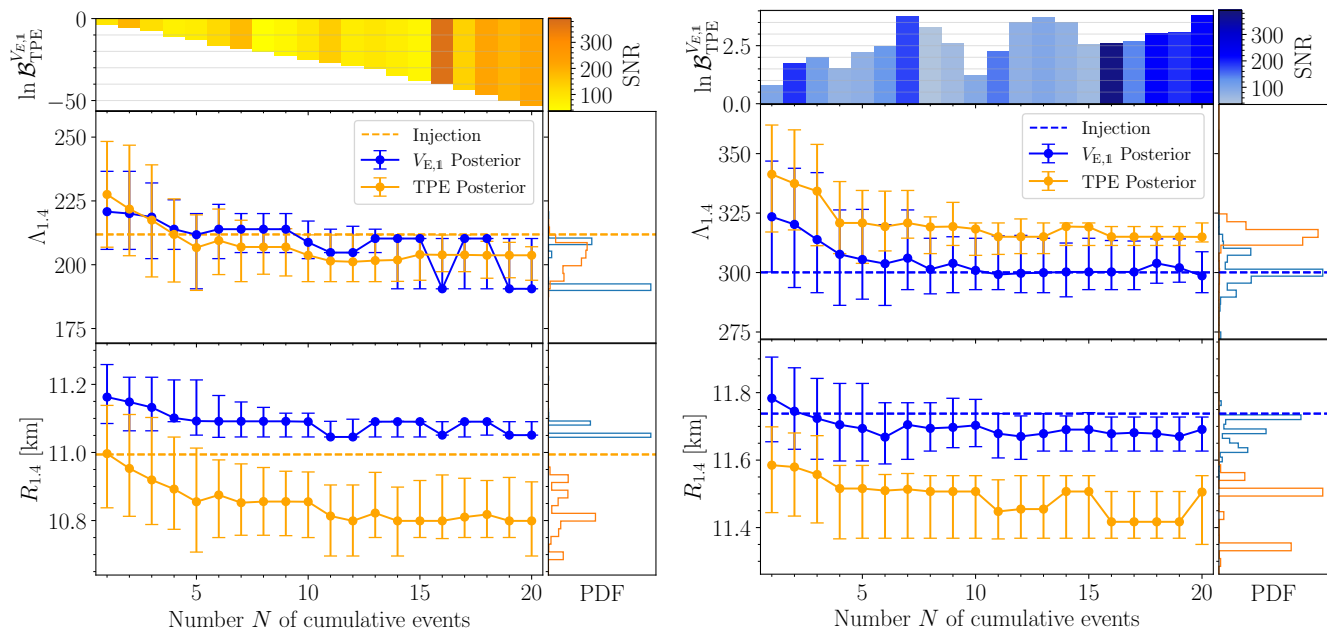 ln B_TPE^{V_{E,𝟙}}
0
−50
300
200
100
SNR
Λ_{1.4}
250
225
200
175
Injection
V_{E,𝟙} Posterior
TPE Posterior
R_{1.4} [km]
11.2
11.0
10.8
5
10
15
20
Number N of cumulative events
PDF
ln B_TPE^{V_{E,𝟙}}
2.5
0.0
300
200
100
SNR
Λ_{1.4}
350
325
300
275
Injection
V_{E,𝟙} Posterior
TPE Posterior
R_{1.4} [km]
11.8
11.6
11.4
5
10
15
20
Number N of cumulative events
PDF